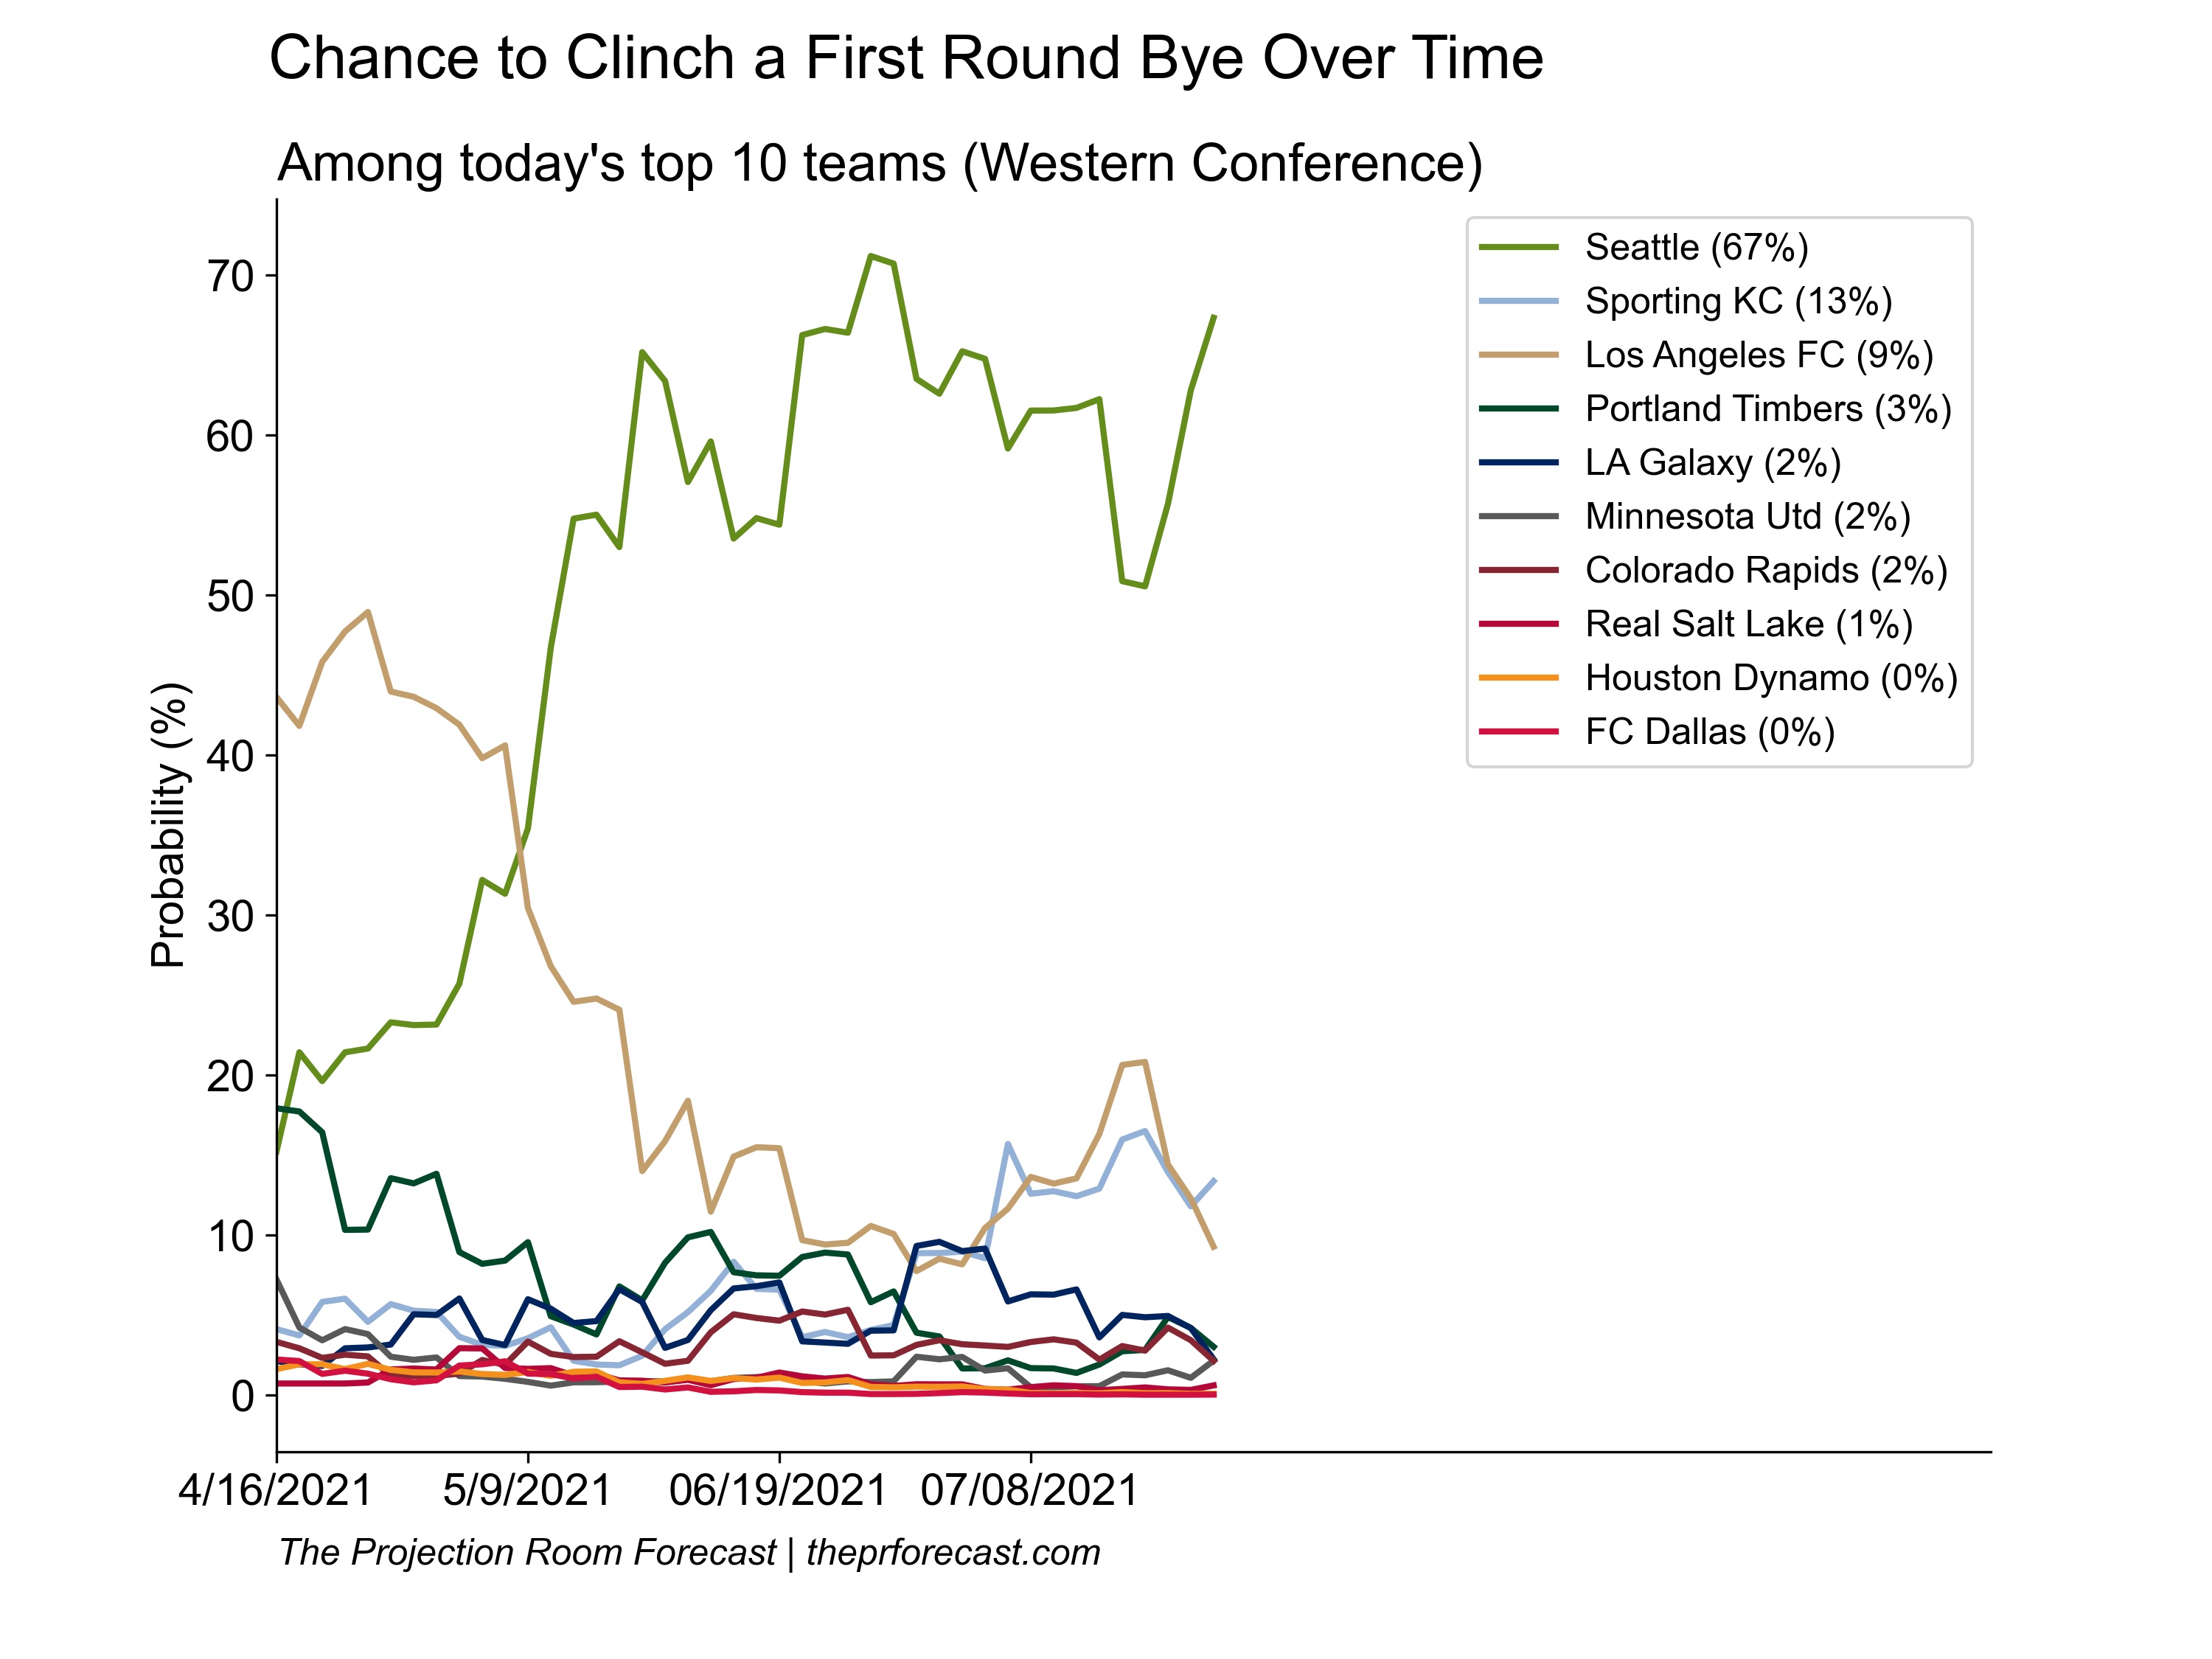 Chance to Clinch a First Round Bye Over Time
Among today's top 10 teams (Western Conference)
Seattle (67%)
Sporting KC (13%)
Los Angeles FC (9%)
Portland Timbers (3%)
LA Galaxy (2%)
Minnesota Utd (2%)
Colorado Rapids (2%)
Real Salt Lake (1%)
Houston Dynamo (0%)
FC Dallas (0%)
Probability (%)
70
60
50
40
30
20
10
0
4/16/2021 5/9/2021 06/19/2021 07/08/2021
The Projection Room Forecast | theprforecast.com